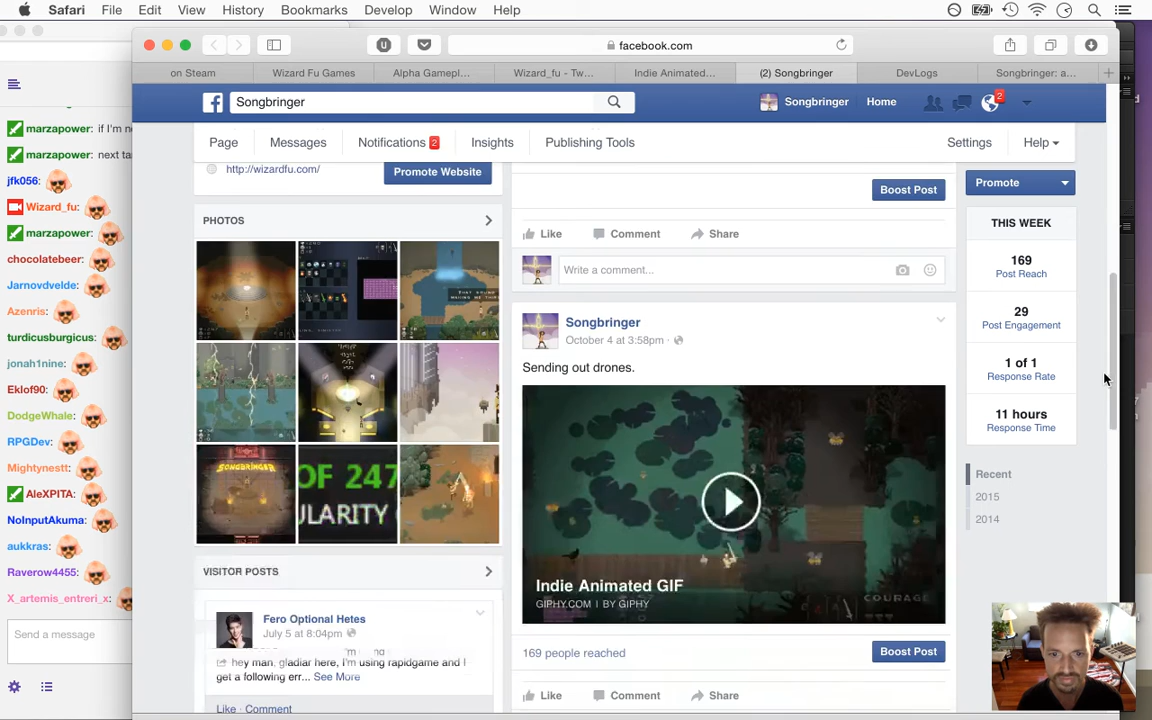 Safari File Edit View History Bookmarks Develop Window Help
facebook.com
on Steam Wizard Fu Games Alpha Gamepl... Wizard_fu - Tw... Indie Animated... (2) Songbringer DevLogs Songbringer: a...
Songbringer
Songbringer Home 2
Page Messages Notifications 2 Insights Publishing Tools Settings Help
marzapower: if I'm n
marzapower: next ta
jfk056:
Wizard_fu:
marzapower:
chocolatebeer:
Jarnovdvelde:
Azenris:
turdicusburgicus:
jonah1nine:
Eklof90:
DodgeWhale:
RPGDev:
Mightynestt:
AleXPITA:
NoInputAkuma:
aukkras:
Raverow4455:
X_artemis_entreri_x:
Send a message
http://wizardfu.com/ Promote Website
PHOTOS
SONGBRINGER
OF 247
ULARITY
VISITOR POSTS
Fero Optional Hetes
July 5 at 8:04pm
hey man, gladiar here, I'm using rapidgame and I
get a following err... See More
Like · Comment
Boost Post
Like Comment Share
Write a comment...
Songbringer
October 4 at 3:58pm
Sending out drones.
Indie Animated GIF
GIPHY.COM | BY GIPHY
COURAGE
169 people reached Boost Post
Like Comment Share
Promote
THIS WEEK
169
Post Reach
29
Post Engagement
1 of 1
Response Rate
11 hours
Response Time
Recent
2015
2014